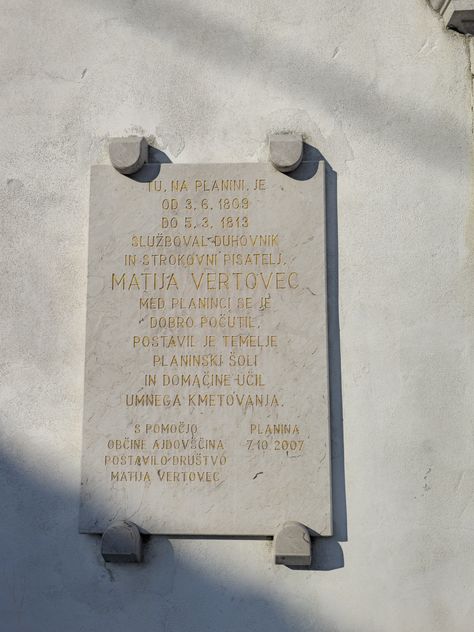 TU, NA PLANINI, JE
OD 3. 6. 1809
DO 5. 3. 1813
SLUŽBOVAL DUHOVNIK
IN STROKOVNI PISATELJ,
MATIJA VERTOVEC
MED PLANINCI SE JE
DOBRO POČUTIL,
POSTAVIL JE TEMELJE
PLANINSKI ŠOLI
IN DOMAČINE UČIL
UMNEGA KMETOVANJA.
S POMOČJO
OBČINE AJDOVŠČINA
POSTAVILO DRUŠTVO
MATIJA VERTOVEC
PLANINA
7.10.2007